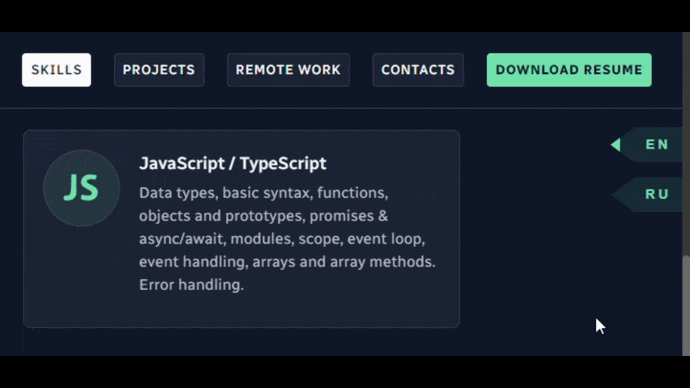 SKILLS PROJECTS REMOTE WORK CONTACTS DOWNLOAD RESUME
EN
RU
JS
JavaScript / TypeScript
Data types, basic syntax, functions,
objects and prototypes, promises &
async/await, modules, scope, event loop,
event handling, arrays and array methods.
Error handling.